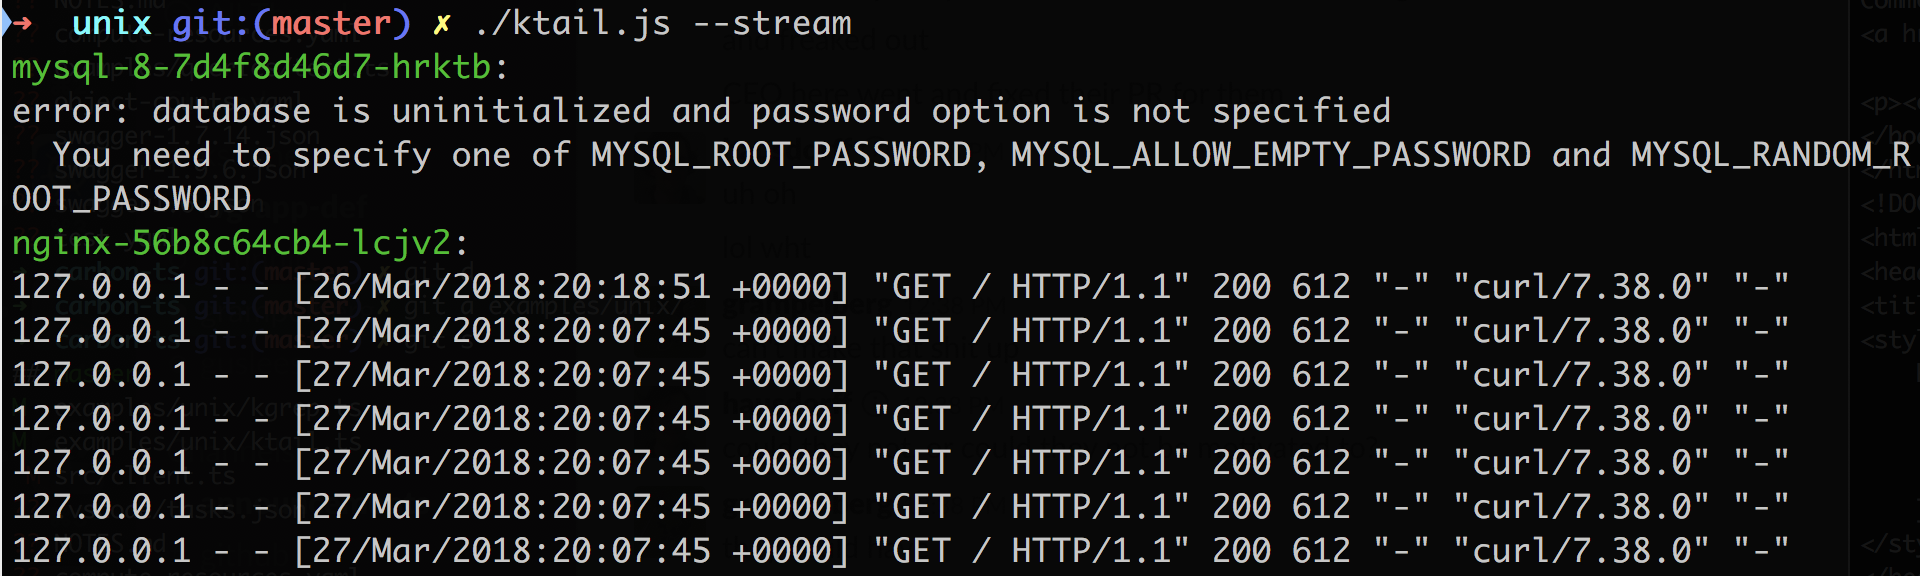 ➜ unix git:(master) ✗ ./ktail.js --stream
mysql-8-7d4f8d46d7-hrktb:
error: database is uninitialized and password option is not specified
  You need to specify one of MYSQL_ROOT_PASSWORD, MYSQL_ALLOW_EMPTY_PASSWORD and MYSQL_RANDOM_R
OOT_PASSWORD
nginx-56b8c64cb4-lcjv2:
127.0.0.1 - - [26/Mar/2018:20:18:51 +0000] "GET / HTTP/1.1" 200 612 "-" "curl/7.38.0" "-"
127.0.0.1 - - [27/Mar/2018:20:07:45 +0000] "GET / HTTP/1.1" 200 612 "-" "curl/7.38.0" "-"
127.0.0.1 - - [27/Mar/2018:20:07:45 +0000] "GET / HTTP/1.1" 200 612 "-" "curl/7.38.0" "-"
127.0.0.1 - - [27/Mar/2018:20:07:45 +0000] "GET / HTTP/1.1" 200 612 "-" "curl/7.38.0" "-"
127.0.0.1 - - [27/Mar/2018:20:07:45 +0000] "GET / HTTP/1.1" 200 612 "-" "curl/7.38.0" "-"
127.0.0.1 - - [27/Mar/2018:20:07:45 +0000] "GET / HTTP/1.1" 200 612 "-" "curl/7.38.0" "-"
127.0.0.1 - - [27/Mar/2018:20:07:45 +0000] "GET / HTTP/1.1" 200 612 "-" "curl/7.38.0" "-"